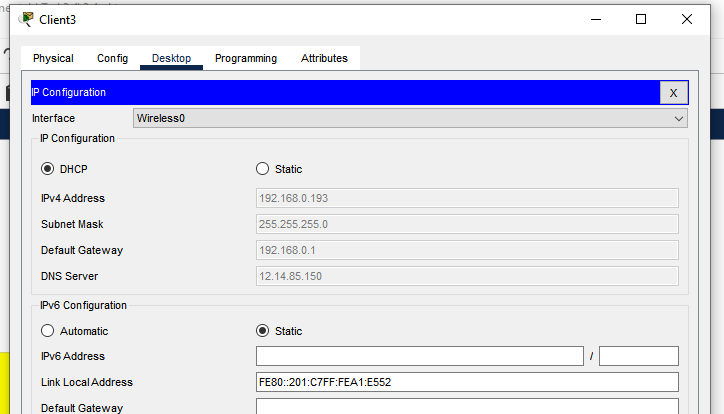 Client3
Physical Config Desktop Programming Attributes
IP Configuration X
Interface Wireless0
IP Configuration
DHCP Static
IPv4 Address 192.168.0.193
Subnet Mask 255.255.255.0
Default Gateway 192.168.0.1
DNS Server 12.14.85.150
IPv6 Configuration
Automatic Static
IPv6 Address /
Link Local Address FE80::201:C7FF:FEA1:E552
Default Gateway